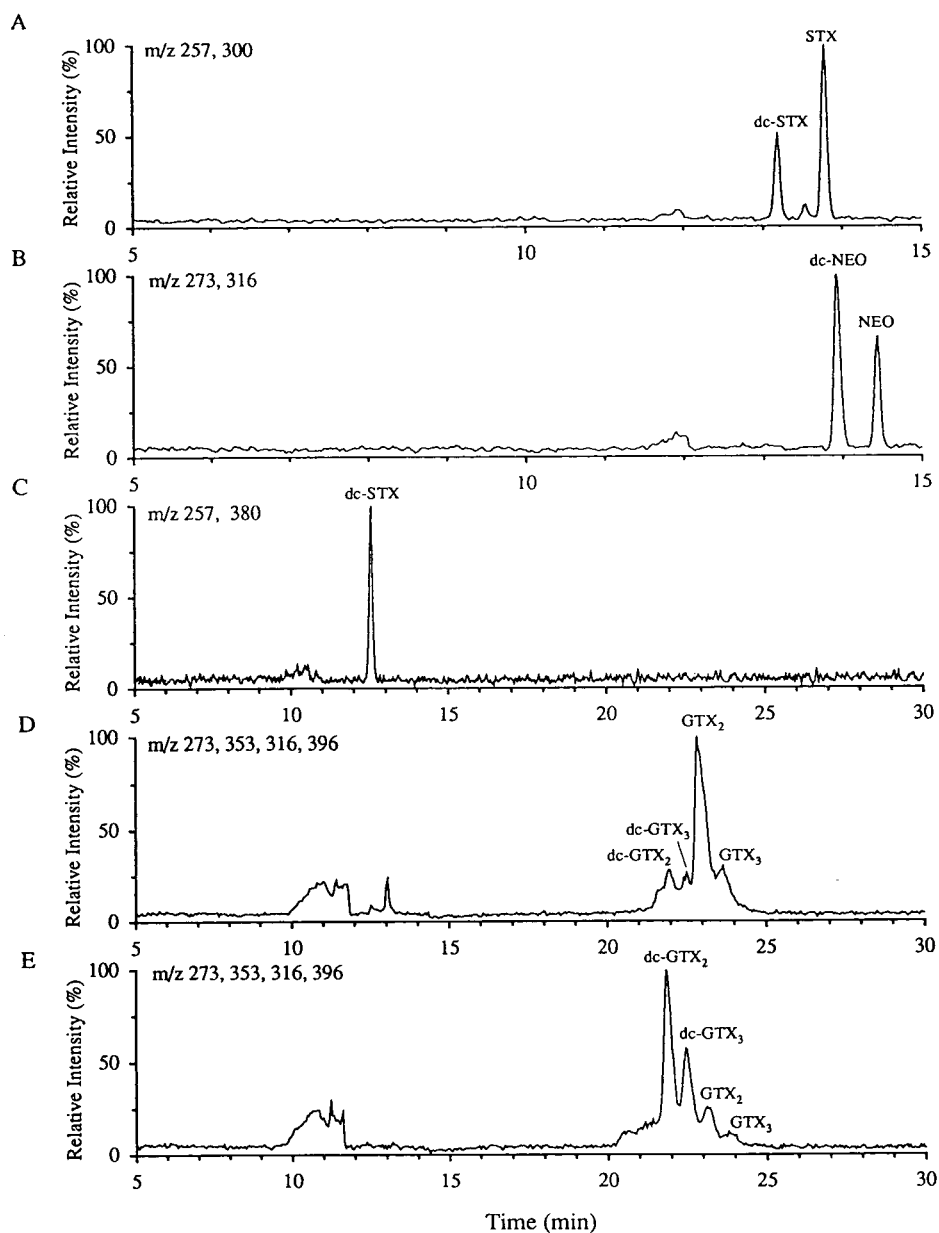 A
Relative Intensity (%)
100
50
0
m/z 257, 300
dc-STX
STX
5
10
15
B
Relative Intensity (%)
100
50
0
m/z 273, 316
dc-NEO
NEO
5
10
15
C
Relative Intensity (%)
100
50
0
m/z 257, 380
dc-STX
5
10
15
20
25
30
D
Relative Intensity (%)
100
50
0
m/z 273, 353, 316, 396
GTX₂
dc-GTX₃
dc-GTX₂
GTX₃
5
10
15
20
25
30
E
Relative Intensity (%)
100
50
0
m/z 273, 353, 316, 396
dc-GTX₂
dc-GTX₃
GTX₂
GTX₃
5
10
15
20
25
30
Time (min)